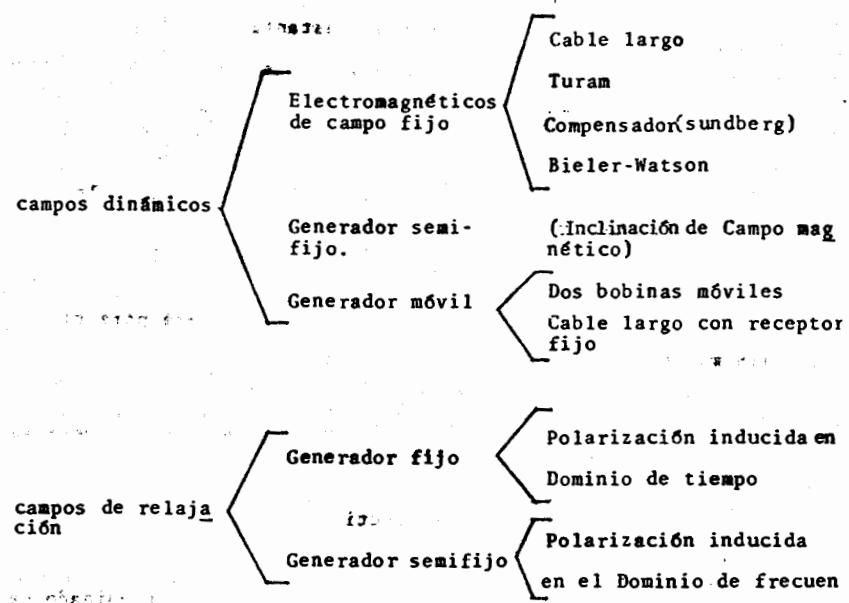 Cable largo
Turam
Compensador(sundberg)
Bieler-Watson
Electromagnéticos
de campo fijo
campos dinámicos
Generador semi-
fijo.
(Inclinación de Campo mag
nético)
Generador móvil
Dos bobinas móviles
Cable largo con receptor
fijo
campos de relaja
ción
Generador fijo
Polarización inducida en
Dominio de tiempo
Generador semifijo
Polarización inducida
en el Dominio de frecuen